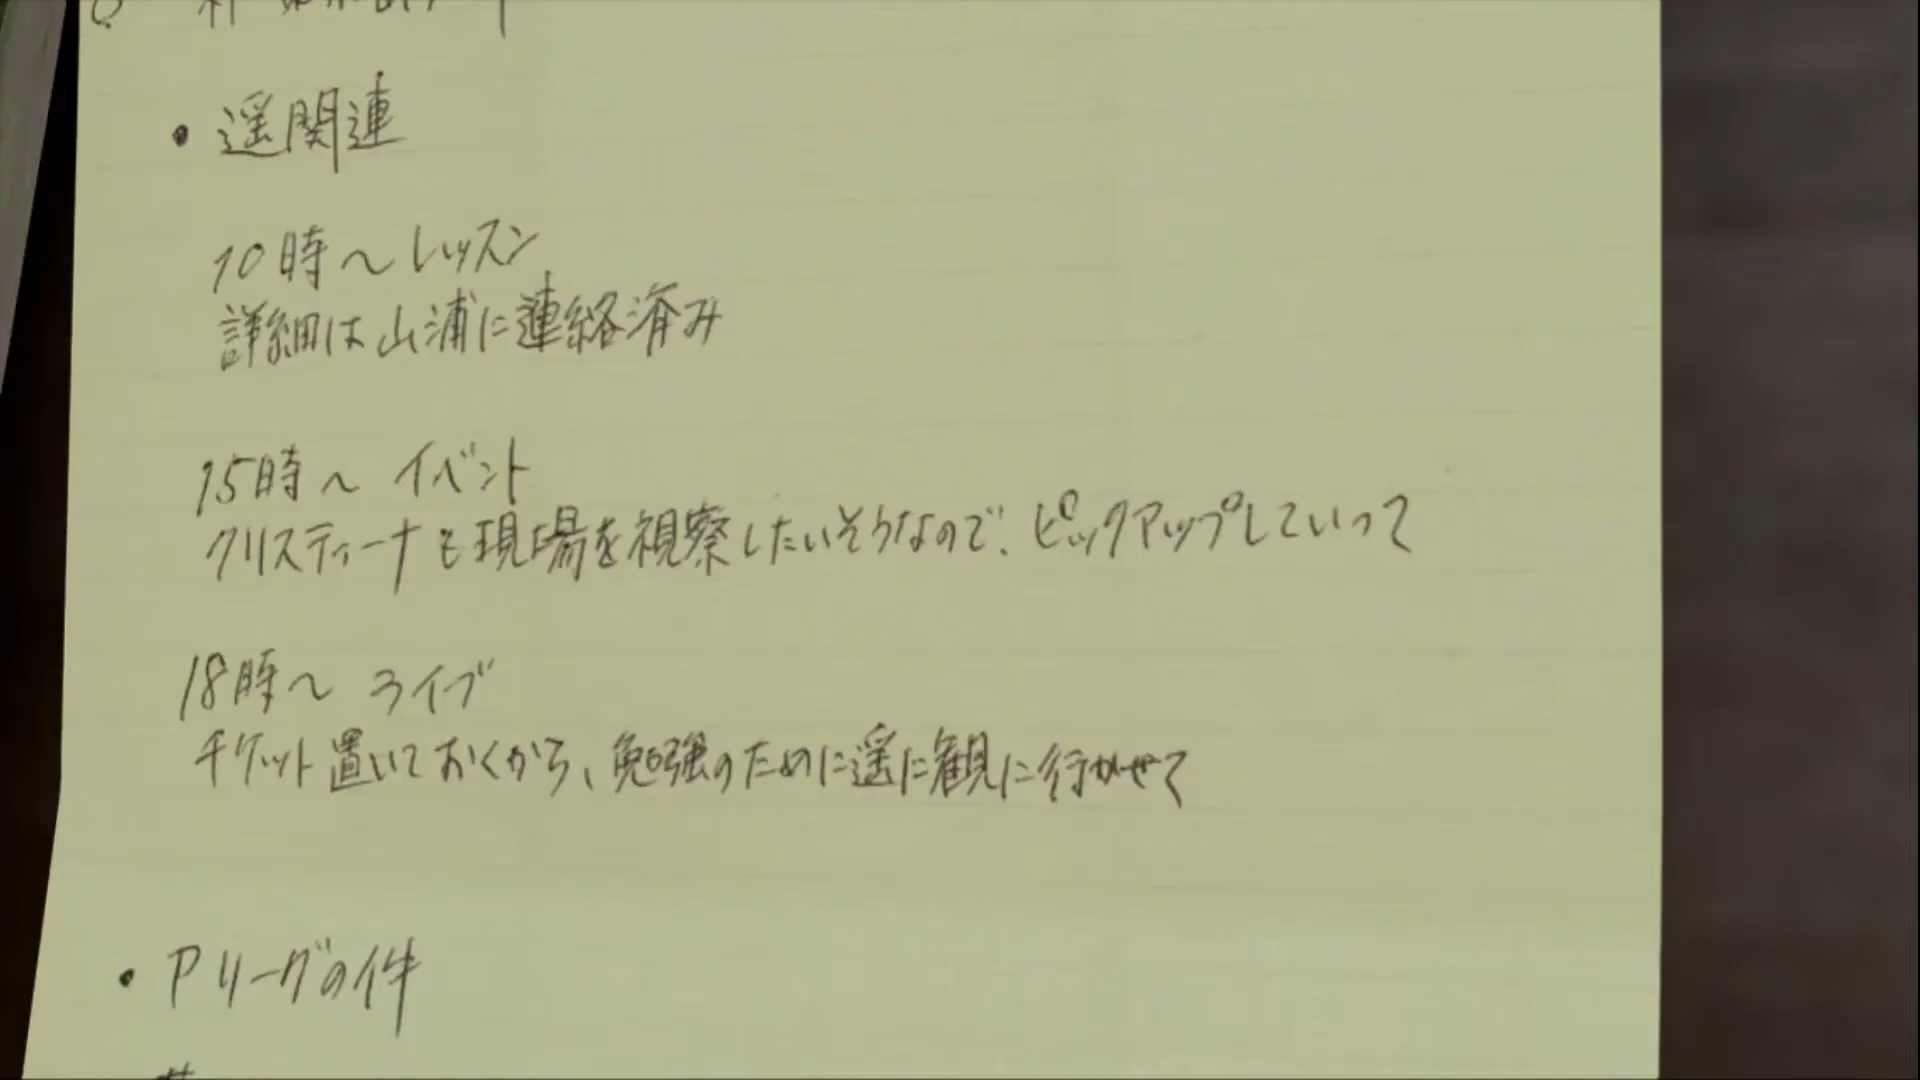 ・遥関連
10時～レッスン
詳細は山浦に連絡済み
15時～イベント
クリスティーナも現場を視察したいそうなので、ピックアップしていって
18時～ライブ
チケット置いておくから、勉強のために遥に観に行かせて
・Pリーグの件